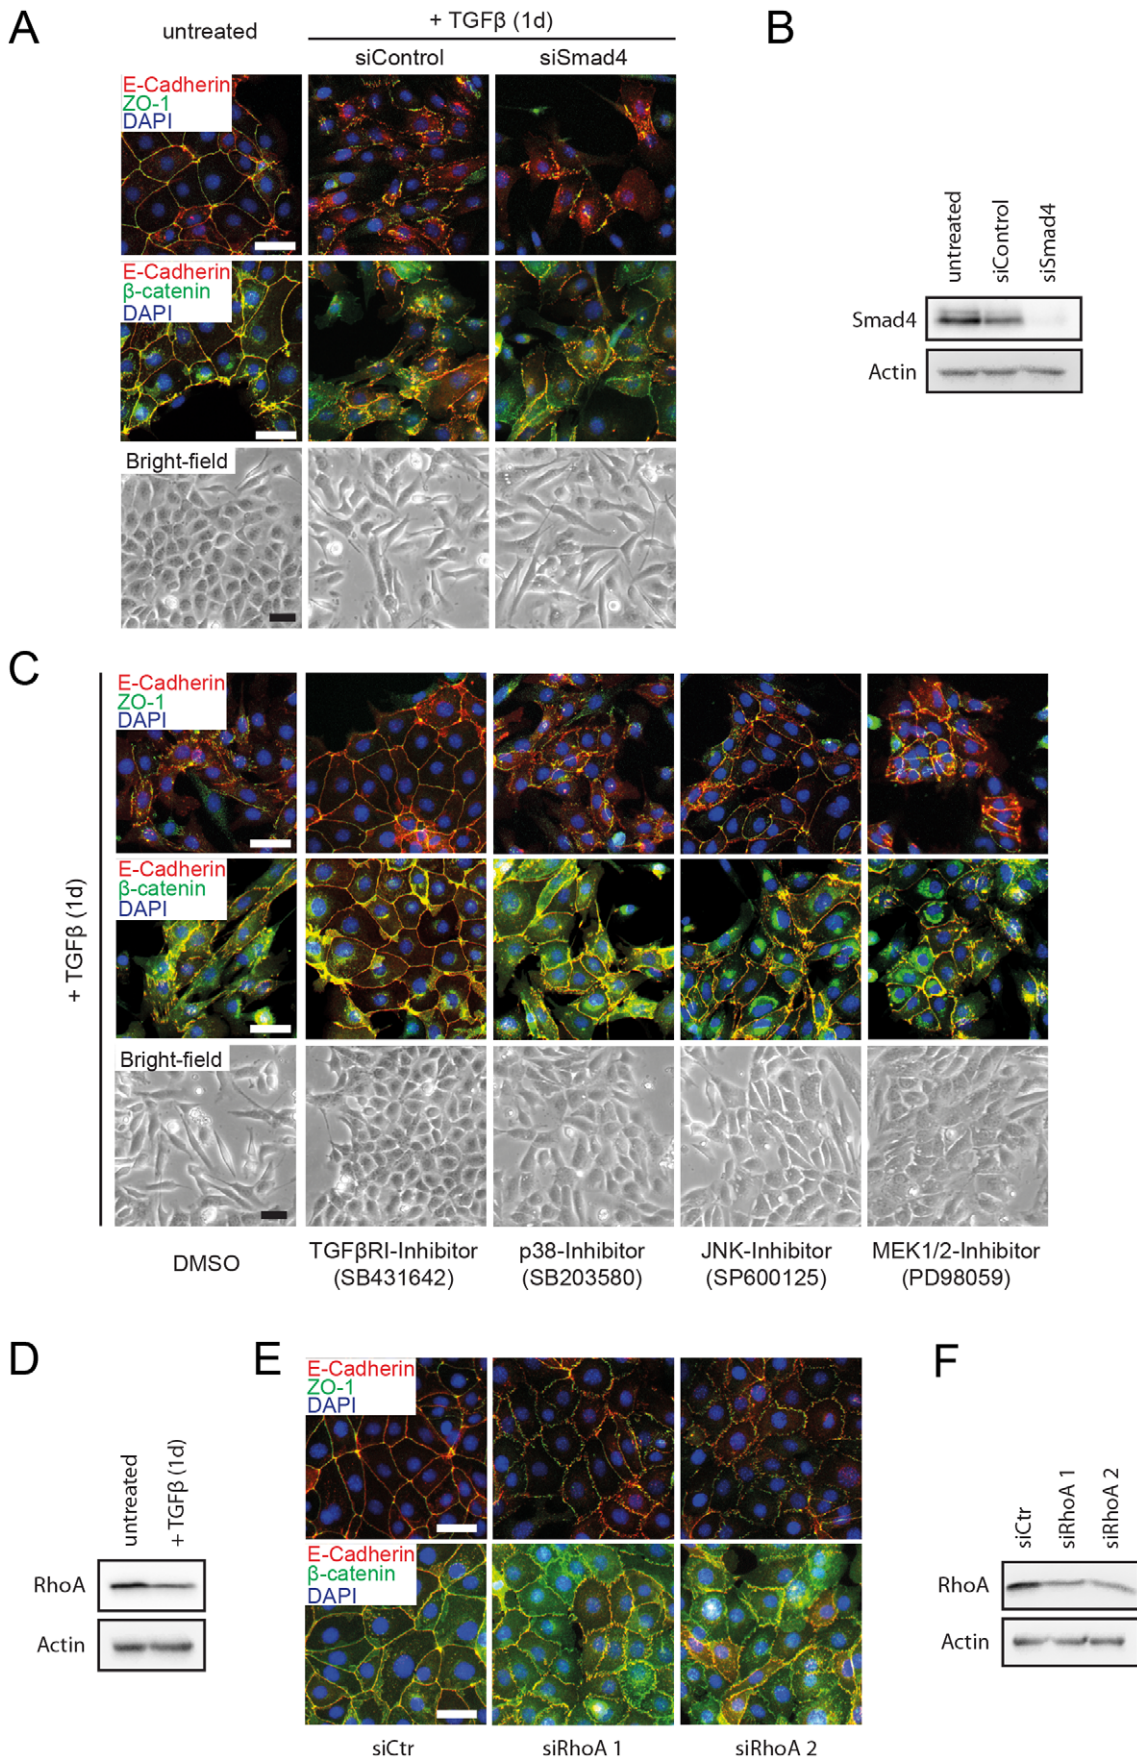 A
untreated
+ TGFβ (1d)
siControl
siSmad4
E-Cadherin
ZO-1
DAPI
E-Cadherin
β-catenin
DAPI
Bright-field
B
untreated
siControl
siSmad4
Smad4
Actin
C
+ TGFβ (1d)
E-Cadherin
ZO-1
DAPI
E-Cadherin
β-catenin
DAPI
Bright-field
DMSO
TGFβRI-Inhibitor
(SB431642)
p38-Inhibitor
(SB203580)
JNK-Inhibitor
(SP600125)
MEK1/2-Inhibitor
(PD98059)
D
untreated
+ TGFβ (1d)
RhoA
Actin
E
E-Cadherin
ZO-1
DAPI
E-Cadherin
β-catenin
DAPI
siCtr
siRhoA 1
siRhoA 2
F
siCtr
siRhoA 1
siRhoA 2
RhoA
Actin